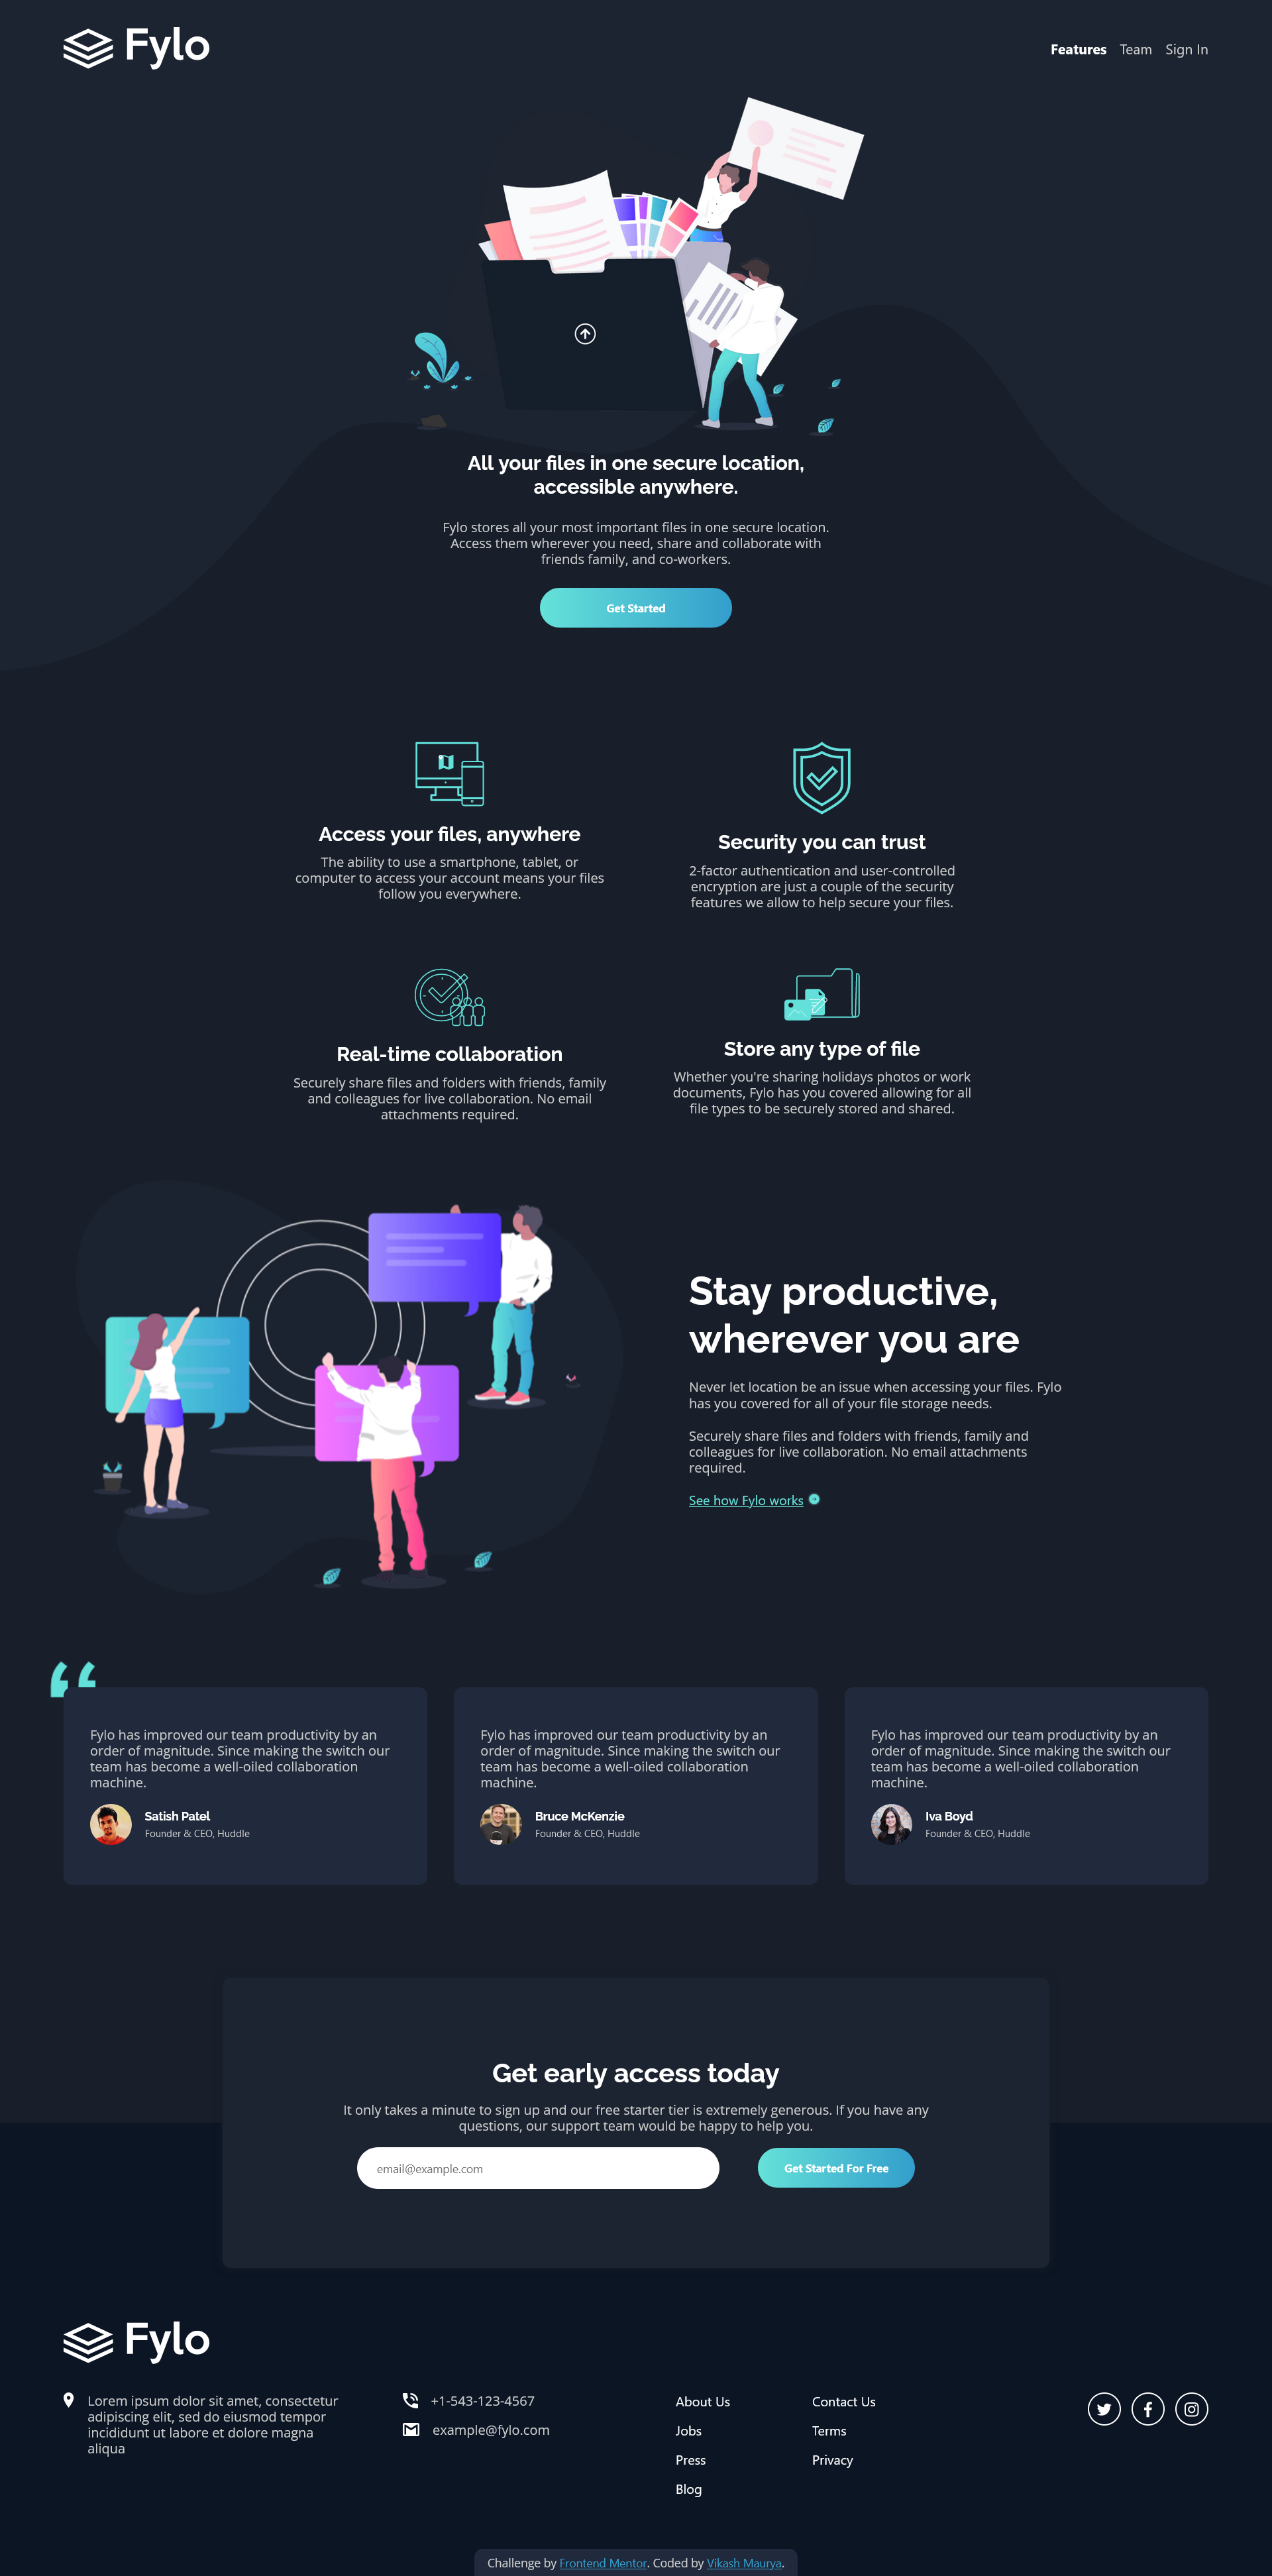 Fylo
Features Team Sign In
All your files in one secure location,
accessible anywhere.
Fylo stores all your most important files in one secure location.
Access them wherever you need, share and collaborate with
friends family, and co-workers.
Get Started
Access your files, anywhere
The ability to use a smartphone, tablet, or
computer to access your account means your files
follow you everywhere.
Security you can trust
2-factor authentication and user-controlled
encryption are just a couple of the security
features we allow to help secure your files.
Real-time collaboration
Securely share files and folders with friends, family
and colleagues for live collaboration. No email
attachments required.
Store any type of file
Whether you're sharing holidays photos or work
documents, Fylo has you covered allowing for all
file types to be securely stored and shared.
Stay productive,
wherever you are
Never let location be an issue when accessing your files. Fylo
has you covered for all of your file storage needs.
Securely share files and folders with friends, family and
colleagues for live collaboration. No email attachments
required.
See how Fylo works
Fylo has improved our team productivity by an
order of magnitude. Since making the switch our
team has become a well-oiled collaboration
machine.
Satish Patel
Founder & CEO, Huddle
Fylo has improved our team productivity by an
order of magnitude. Since making the switch our
team has become a well-oiled collaboration
machine.
Bruce McKenzie
Founder & CEO, Huddle
Fylo has improved our team productivity by an
order of magnitude. Since making the switch our
team has become a well-oiled collaboration
machine.
Iva Boyd
Founder & CEO, Huddle
Get early access today
It only takes a minute to sign up and our free starter tier is extremely generous. If you have any
questions, our support team would be happy to help you.
email@example.com
Get Started For Free
Fylo
Lorem ipsum dolor sit amet, consectetur
adipiscing elit, sed do eiusmod tempor
incididunt ut labore et dolore magna
aliqua
+1-543-123-4567
example@fylo.com
About Us
Jobs
Press
Blog
Contact Us
Terms
Privacy
Challenge by Frontend Mentor. Coded by Vikash Maurya.